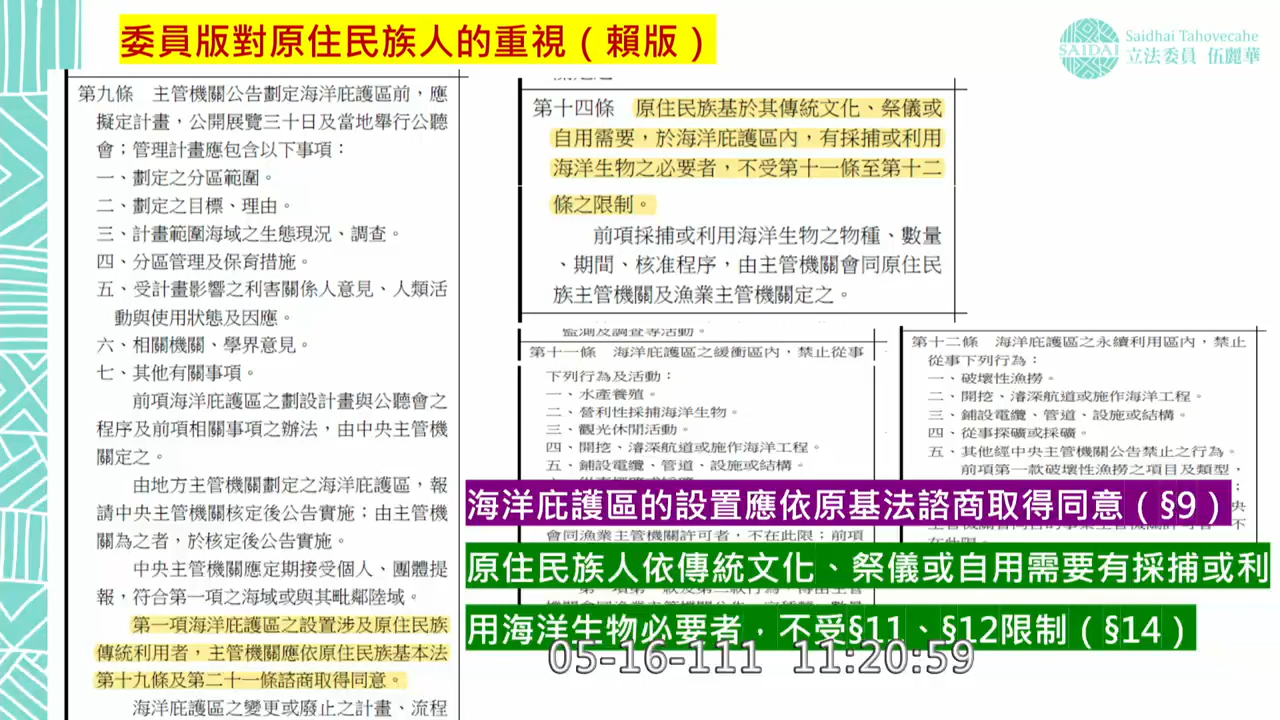 委員版對原住民族人的重視（賴版）
Saidhai Tahovecahe
SAIDAI
立法委員 伍麗華
第九條　主管機關公告劃定海洋庇護區前，應
擬定計畫，公開展覽三十日及當地舉行公聽
會；管理計畫應包含以下事項：
一、劃定之分區範圍。
二、劃定之目標、理由。
三、計畫範圍海域之生態現況、調查。
四、分區管理及保育措施。
五、受計畫影響之利害關係人意見、人類活
動與使用狀態及因應。
六、相關機關、學界意見。
七、其他有關事項。
前項海洋庇護區之劃設計畫與公聽會之
程序及前項相關事項之辦法，由中央主管機
關定之。
由地方主管機關劃定之海洋庇護區，報
請中央主管機關核定後公告實施；由主管機
關為之者，於核定後公告實施。
中央主管機關應定期接受個人、團體提
報，符合第一項之海域或與其毗鄰陸域。
第一項海洋庇護區之設置涉及原住民族
傳統利用者，主管機關應依原住民族基本法
第十九條及第二十一條諮商取得同意。
海洋庇護區之變更或廢止之計畫、流程
第十四條　原住民族基於其傳統文化、祭儀或
自用需要，於海洋庇護區內，有採捕或利用
海洋生物之必要者，不受第十一條至第十二
條之限制。
前項採捕或利用海洋生物之物種、數量
、期間、核准程序，由主管機關會同原住民
族主管機關及漁業主管機關定之。
監測及調查等活動。
第十一條　海洋庇護區之緩衝區內，禁止從事
下列行為及活動：
一、水產養殖。
二、營利性採捕海洋生物。
三、觀光休閒活動。
四、開挖、濬深航道或施作海洋工程。
五、鋪設電纜、管道、設施或結構。
會同漁業主管機關許可者，不在此限；前項
第十二條　海洋庇護區之永續利用區內，禁止
從事下列行為：
一、破壞性漁撈。
二、開挖、濬深航道或施作海洋工程。
三、鋪設電纜、管道、設施或結構。
四、從事探礦或採礦。
五、其他經中央主管機關公告禁止之行為。
前項第一款破壞性漁撈之項目及類型，
海洋庇護區的設置應依原基法諮商取得同意（§9）
原住民族人依傳統文化、祭儀或自用需要有採捕或利
用海洋生物必要者，不受§11、§12限制（§14）
05-16-111 11:20:59